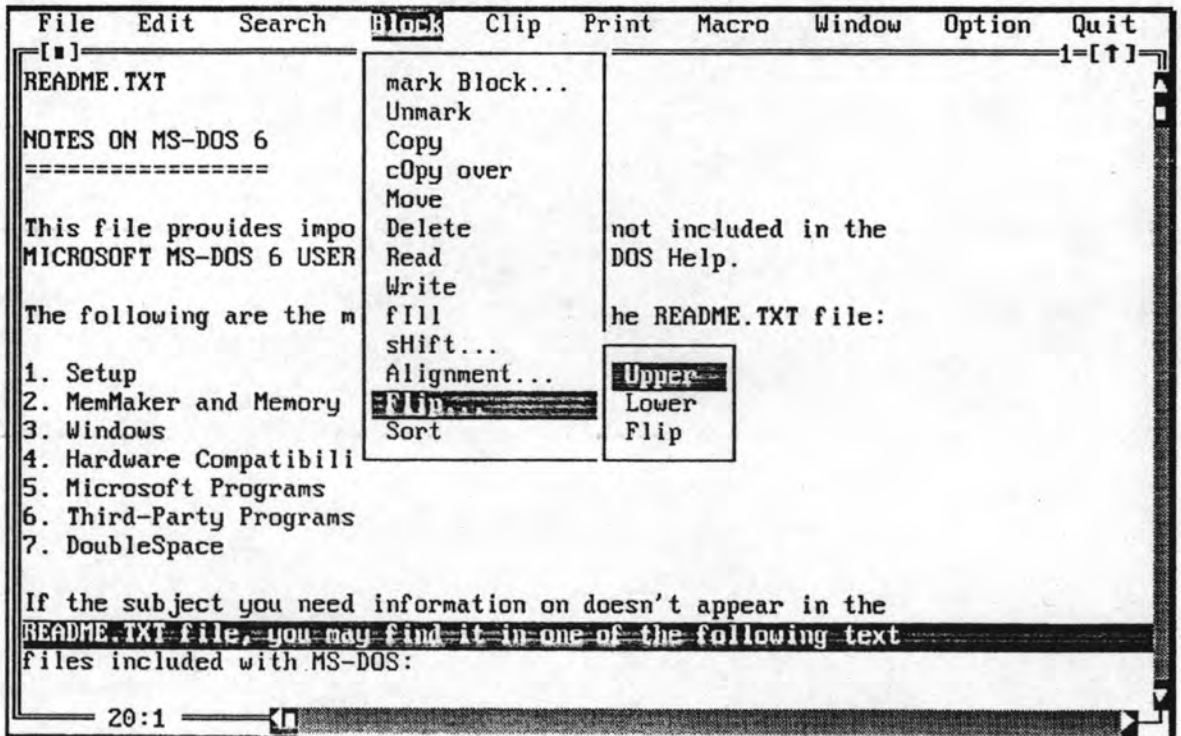 File Edit Search Block Clip Print Macro Window Option Quit
[■] 1=[↑]
README.TXT
NOTES ON MS-DOS 6
=================
This file provides impo not included in the
MICROSOFT MS-DOS 6 USER DOS Help.
The following are the m he README.TXT file:
1. Setup
2. MemMaker and Memory
3. Windows
4. Hardware Compatibili
5. Microsoft Programs
6. Third-Party Programs
7. DoubleSpace
If the subject you need information on doesn't appear in the
README.TXT file, you may find it in one of the following text
files included with MS-DOS:
20:1
mark Block...
Unmark
Copy
cOpy over
Move
Delete
Read
Write
fIll
sHift...
Alignment...
Flip...
Sort
Upper
Lower
Flip